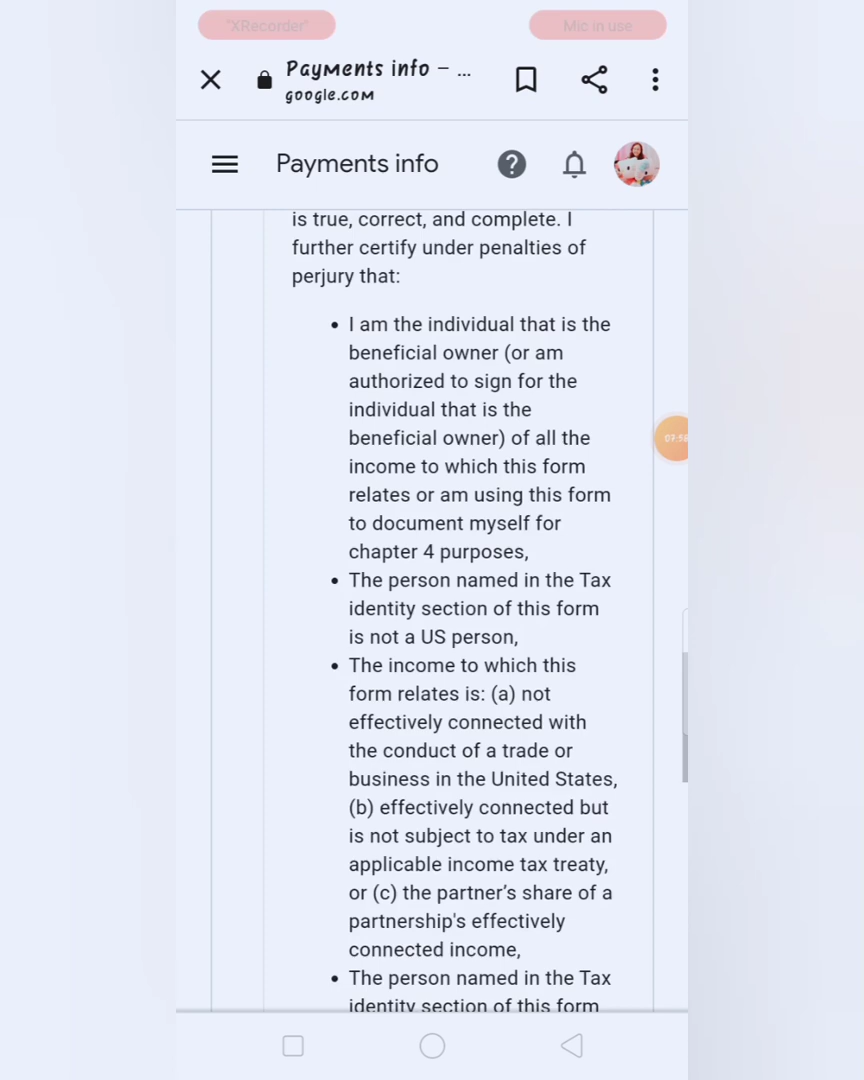 "XRecorder"
Mic in use
Payments info – ...
google.com
Payments info
is true, correct, and complete. I
further certify under penalties of
perjury that:
• I am the individual that is the
beneficial owner (or am
authorized to sign for the
individual that is the
beneficial owner) of all the
income to which this form
relates or am using this form
to document myself for
chapter 4 purposes,
• The person named in the Tax
identity section of this form
is not a US person,
• The income to which this
form relates is: (a) not
effectively connected with
the conduct of a trade or
business in the United States,
(b) effectively connected but
is not subject to tax under an
applicable income tax treaty,
or (c) the partner's share of a
partnership's effectively
connected income,
• The person named in the Tax
identity section of this form